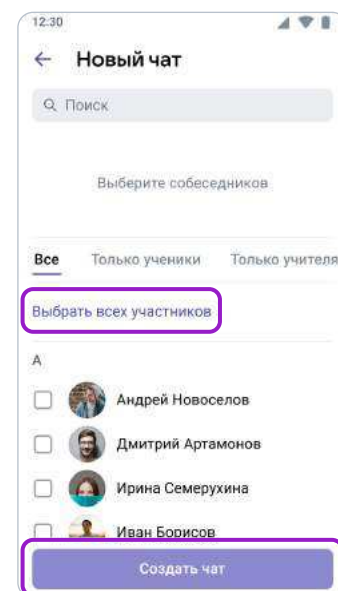 12:30
Новый чат
Поиск
Выберите собеседников
Все Только ученики Только учителя
Выбрать всех участников
А
Андрей Новоселов
Дмитрий Артамонов
Ирина Семерухина
Иван Борисов
Создать чат